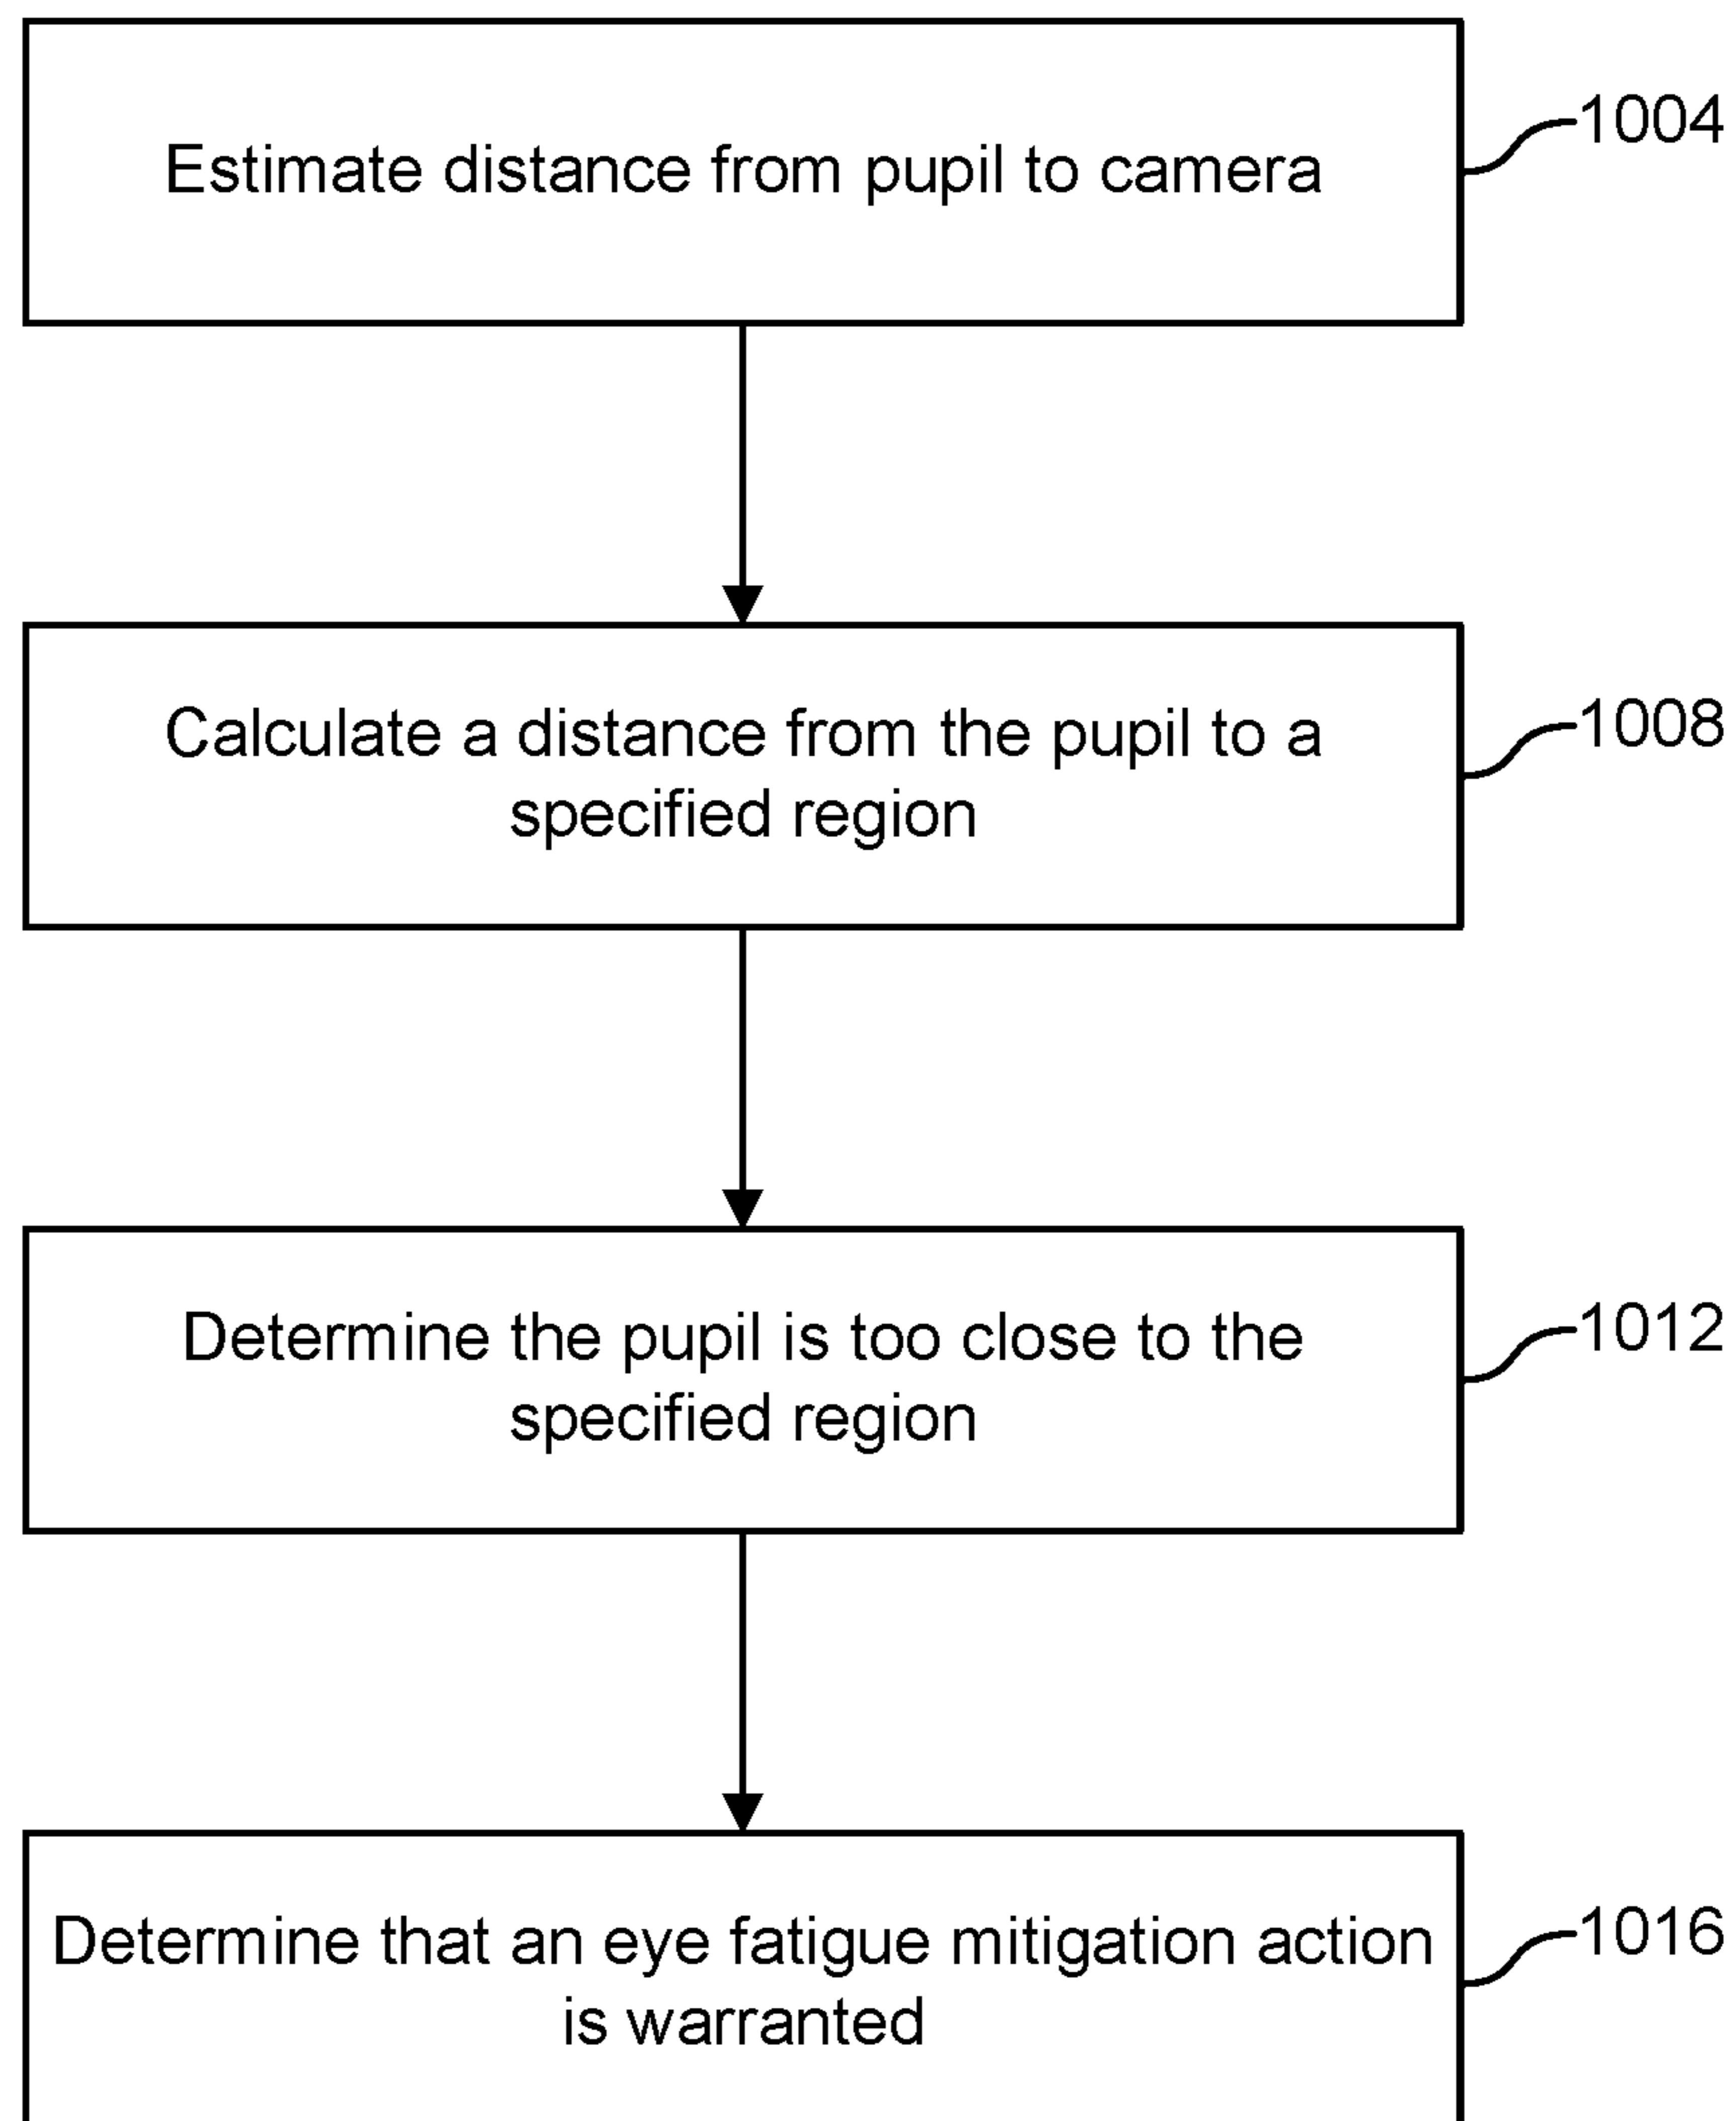 Estimate distance from pupil to camera
1004
Calculate a distance from the pupil to a
specified region
1008
Determine the pupil is too close to the
specified region
1012
Determine that an eye fatigue mitigation action
is warranted
1016